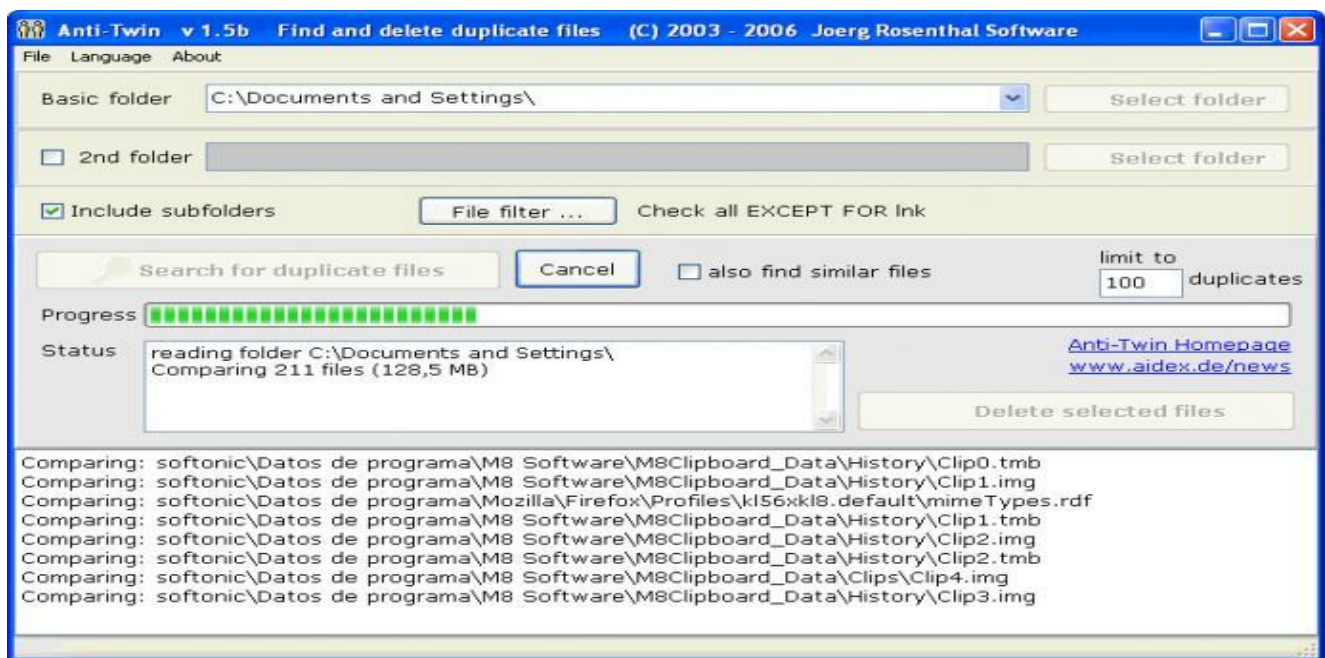 Anti-Twin v 1.5b Find and delete duplicate files (C) 2003 - 2006 Joerg Rosenthal Software
File Language About
Basic folder C:\Documents and Settings\ Select folder
2nd folder Select folder
Include subfolders File filter ... Check all EXCEPT FOR lnk
Search for duplicate files Cancel also find similar files limit to 100 duplicates
Progress
Status reading folder C:\Documents and Settings\
Comparing 211 files (128,5 MB)
Anti-Twin Homepage
www.aidex.de/news
Delete selected files
Comparing: softonic\Datos de programa\M8 Software\M8Clipboard_Data\History\Clip0.tmb
Comparing: softonic\Datos de programa\M8 Software\M8Clipboard_Data\History\Clip1.img
Comparing: softonic\Datos de programa\Mozilla\Firefox\Profiles\kl56xkl8.default\mimeTypes.rdf
Comparing: softonic\Datos de programa\M8 Software\M8Clipboard_Data\History\Clip1.tmb
Comparing: softonic\Datos de programa\M8 Software\M8Clipboard_Data\History\Clip2.img
Comparing: softonic\Datos de programa\M8 Software\M8Clipboard_Data\History\Clip2.tmb
Comparing: softonic\Datos de programa\M8 Software\M8Clipboard_Data\Clips\Clip4.img
Comparing: softonic\Datos de programa\M8 Software\M8Clipboard_Data\History\Clip3.img